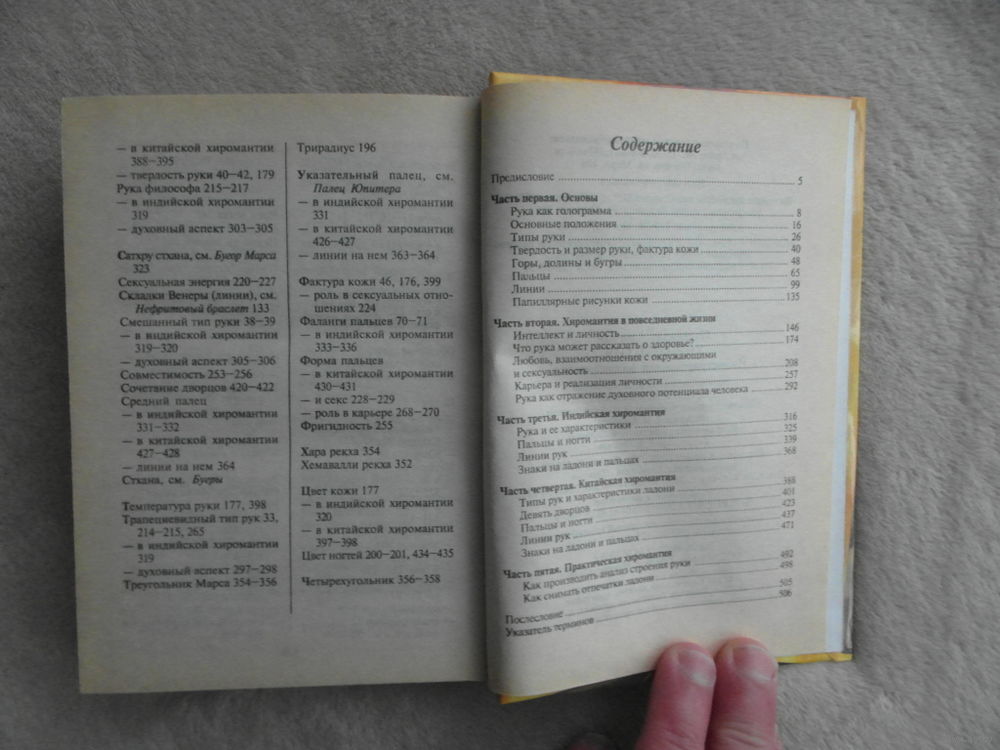 — в китайской хиромантии
388—395
— твердость руки 40—42, 179
Рука философа 215—217
— в индийской хиромантии
319
— духовный аспект 303—305
Сатхру стхана, см. Бугор Марса
323
Сексуальная энергия 220—227
Складки Венеры (линии), см.
Нефритовый браслет 133
Смешанный тип руки 38—39
— в индийской хиромантии
319—320
— духовный аспект 305—306
Совместимость 253—256
Сочетание дворцов 420—422
Средний палец
— в индийской хиромантии
331—332
— в китайской хиромантии
427—428
— линии на нем 364
Стхана, см. Бугры
Температура руки 177, 398
Трапециевидный тип рук 33,
214—215, 265
— в индийской хиромантии
319
— духовный аспект 297—298
Треугольник Марса 354—356
Трирадиус 196
Указательный палец, см.
Палец Юпитера
— в индийской хиромантии
331
— в китайской хиромантии
426—427
— линии на нем 363—364
Фактура кожи 46, 176, 399
— роль в сексуальных отно-
шениях 224
Фаланги пальцев 70—71
— в индийской хиромантии
333—336
Форма пальцев
— в китайской хиромантии
430—431
— и секс 228—229
— роль в карьере 268—270
Фригидность 255
Хара рекха 354
Хемавалли рекха 352
Цвет кожи 177
— в индийской хиромантии
320
— в китайской хиромантии
397—398
Цвет ногтей 200—201, 434—435
Четырехугольник 356—358
Содержание
Предисловие 5
Часть первая. Основы
Рука как голограмма 8
Основные положения 16
Типы руки 26
Твердость и размер руки, фактура кожи 40
Горы, долины и бугры 48
Пальцы 65
Линии 99
Папиллярные рисунки кожи 135
Часть вторая. Хиромантия в повседневной жизни
Интеллект и личность 146
Что рука может рассказать о здоровье? 174
Любовь, взаимоотношения с окружающими
и сексуальность 208
Карьера и реализация личности 257
Рука как отражение духовного потенциала человека 292
Часть третья. Индийская хиромантия
Рука и ее характеристики 316
Пальцы и ногти 325
Линии рук 339
Знаки на ладони и пальцах 368
Часть четвертая. Китайская хиромантия
Типы рук и характеристики ладони 388
Девять дворцов 401
Пальцы и ногти 423
Линии рук 437
Знаки на ладони и пальцах 471
Часть пятая. Практическая хиромантия
Как производить анализ строения руки 492
Как снимать отпечатки ладони 498
Послесловие 505
Указатель терминов 506